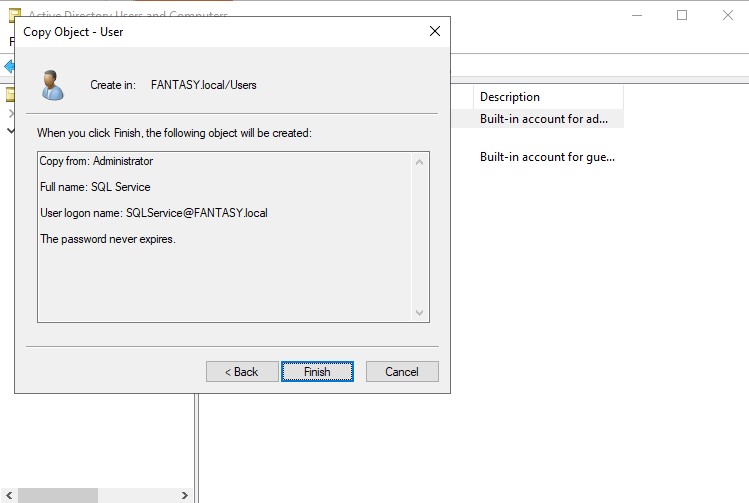 Active Directory Users and Computers
Copy Object - User
F
Create in: FANTASY.local/Users
Description
When you click Finish, the following object will be created:
Built-in account for ad...
Copy from: Administrator
Built-in account for gue...
Full name: SQL Service
User logon name: SQLService@FANTASY.local
The password never expires.
< Back
Finish
Cancel